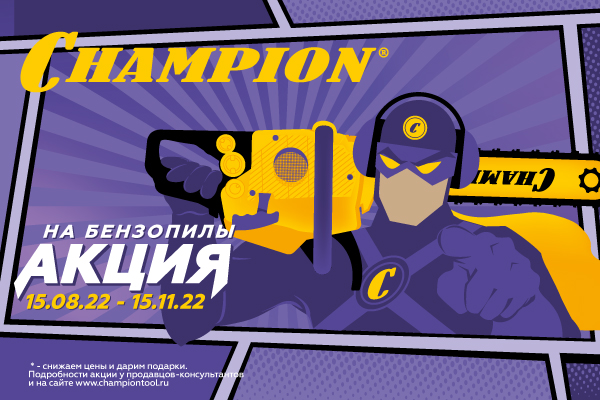 CHAMPION®
C
CHAMPI
НА БЕНЗОПИЛЫ
АКЦИЯ
15.08.22 - 15.11.22
C
* - снижаем цены и дарим подарки.
Подробности акции у продавцов-консультантов
и на сайте www.championtool.ru